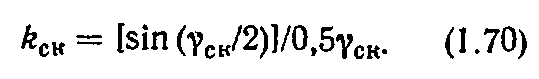 k_ск = [sin (γ_ск/2)]/0,5γ_ск.   (1.70)